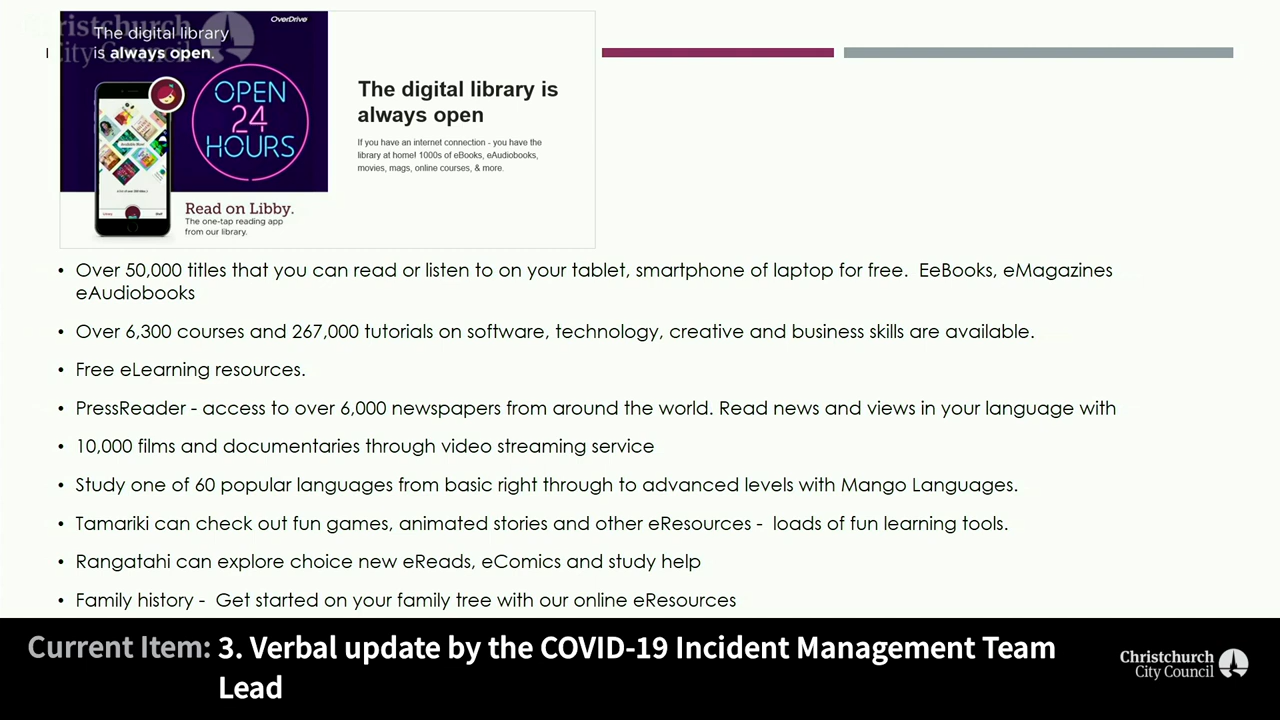 Christchurch
City Council
OverDrive
The digital library
is always open.
OPEN
24
HOURS
Read on Libby.
The one-tap reading app
from our library.
The digital library is
always open
If you have an internet connection - you have the
library at home! 1000s of eBooks, eAudiobooks,
movies, mags, online courses, & more.
• Over 50,000 titles that you can read or listen to on your tablet, smartphone of laptop for free.  EeBooks, eMagazines
eAudiobooks
• Over 6,300 courses and 267,000 tutorials on software, technology, creative and business skills are available.
• Free eLearning resources.
• PressReader - access to over 6,000 newspapers from around the world. Read news and views in your language with
• 10,000 films and documentaries through video streaming service
• Study one of 60 popular languages from basic right through to advanced levels with Mango Languages.
• Tamariki can check out fun games, animated stories and other eResources -  loads of fun learning tools.
• Rangatahi can explore choice new eReads, eComics and study help
• Family history -  Get started on your family tree with our online eResources
Current Item: 3. Verbal update by the COVID-19 Incident Management Team
Lead
Christchurch
City Council